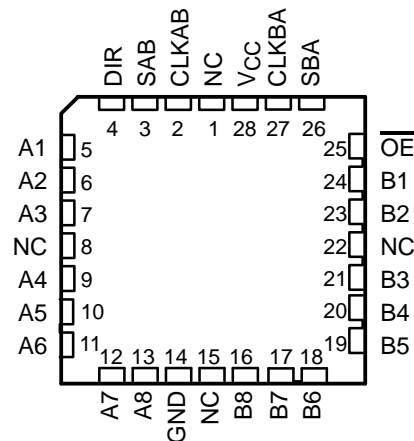 DIR SAB CLKAB NC VCC CLKBA SBA
4 3 2 1 28 27 26
A1 5 25 OE
A2 6 24 B1
A3 7 23 B2
NC 8 22 NC
A4 9 21 B3
A5 10 20 B4
A6 11 19 B5
12 13 14 15 16 17 18
A7 A8 GND NC B8 B7 B6